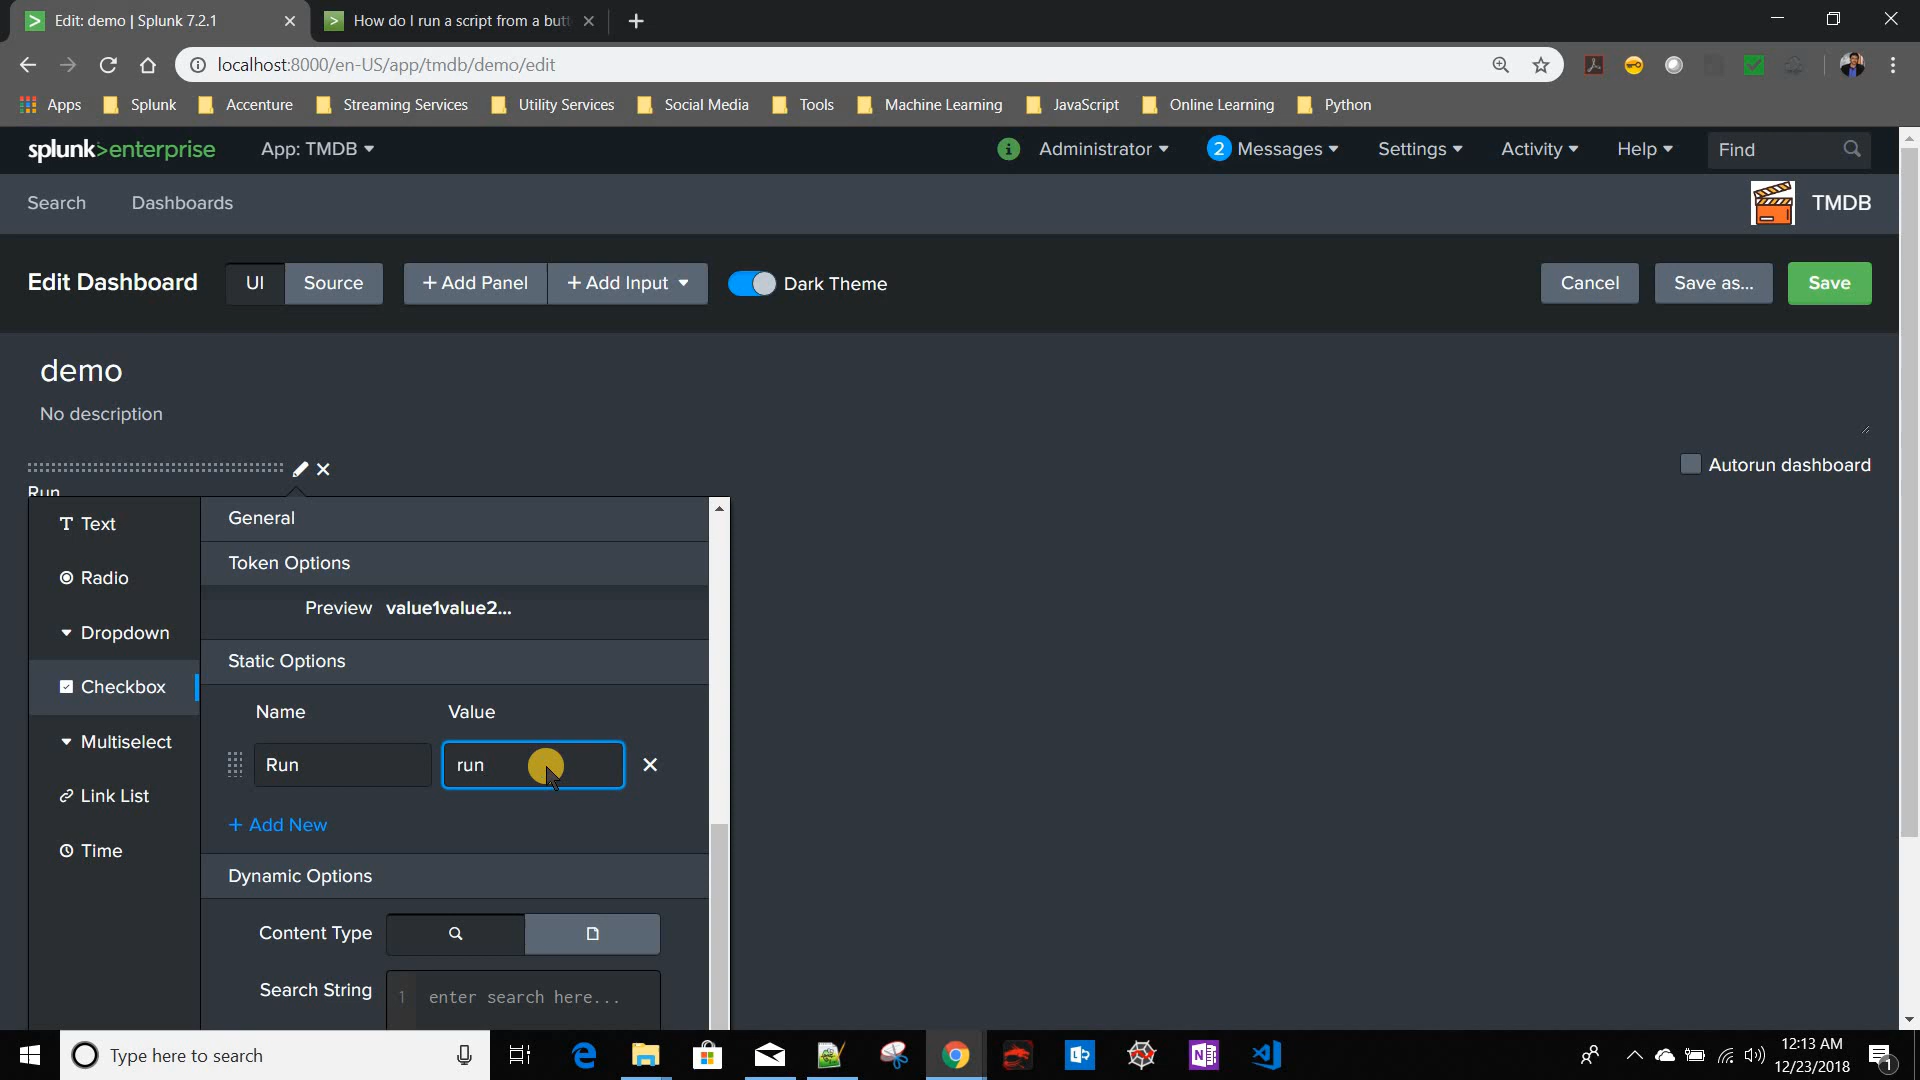 Edit: demo | Splunk 7.2.1
How do I run a script from a butt
localhost:8000/en-US/app/tmdb/demo/edit
Apps Splunk Accenture Streaming Services Utility Services Social Media Tools Machine Learning JavaScript Online Learning Python
splunk>enterprise App: TMDB i Administrator 2 Messages Settings Activity Help Find
Search Dashboards TMDB
Edit Dashboard UI Source + Add Panel + Add Input Dark Theme Cancel Save as... Save
demo
No description
Autorun dashboard
Run
T Text
Radio
Dropdown
Checkbox
Multiselect
Link List
Time
General
Token Options
Preview value1value2...
Static Options
Name Value
Run run
+ Add New
Dynamic Options
Content Type
Search String 1 enter search here...
Type here to search
12:13 AM
12/23/2018
1